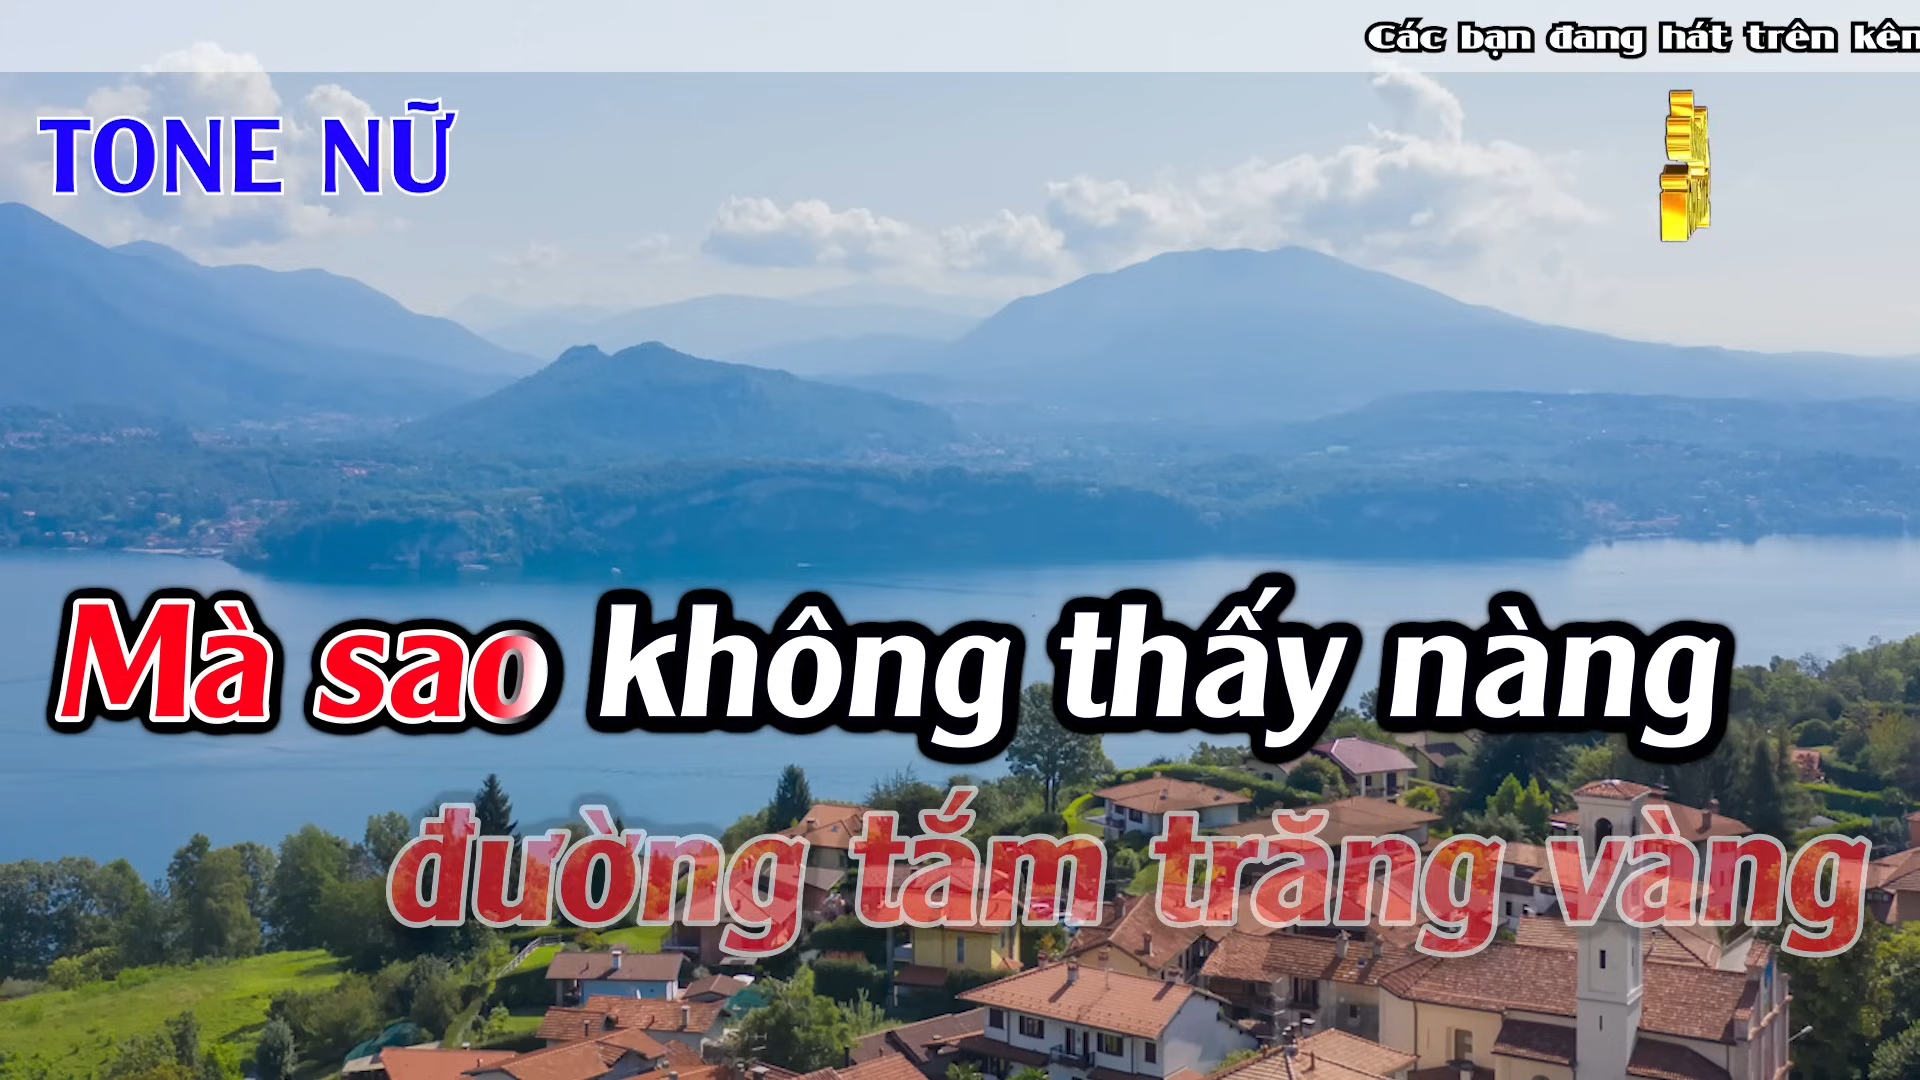 Các bạn đang hát trên kên
TONE NỮ
Mà sao không thấy nàng
đường tắm trăng vàng